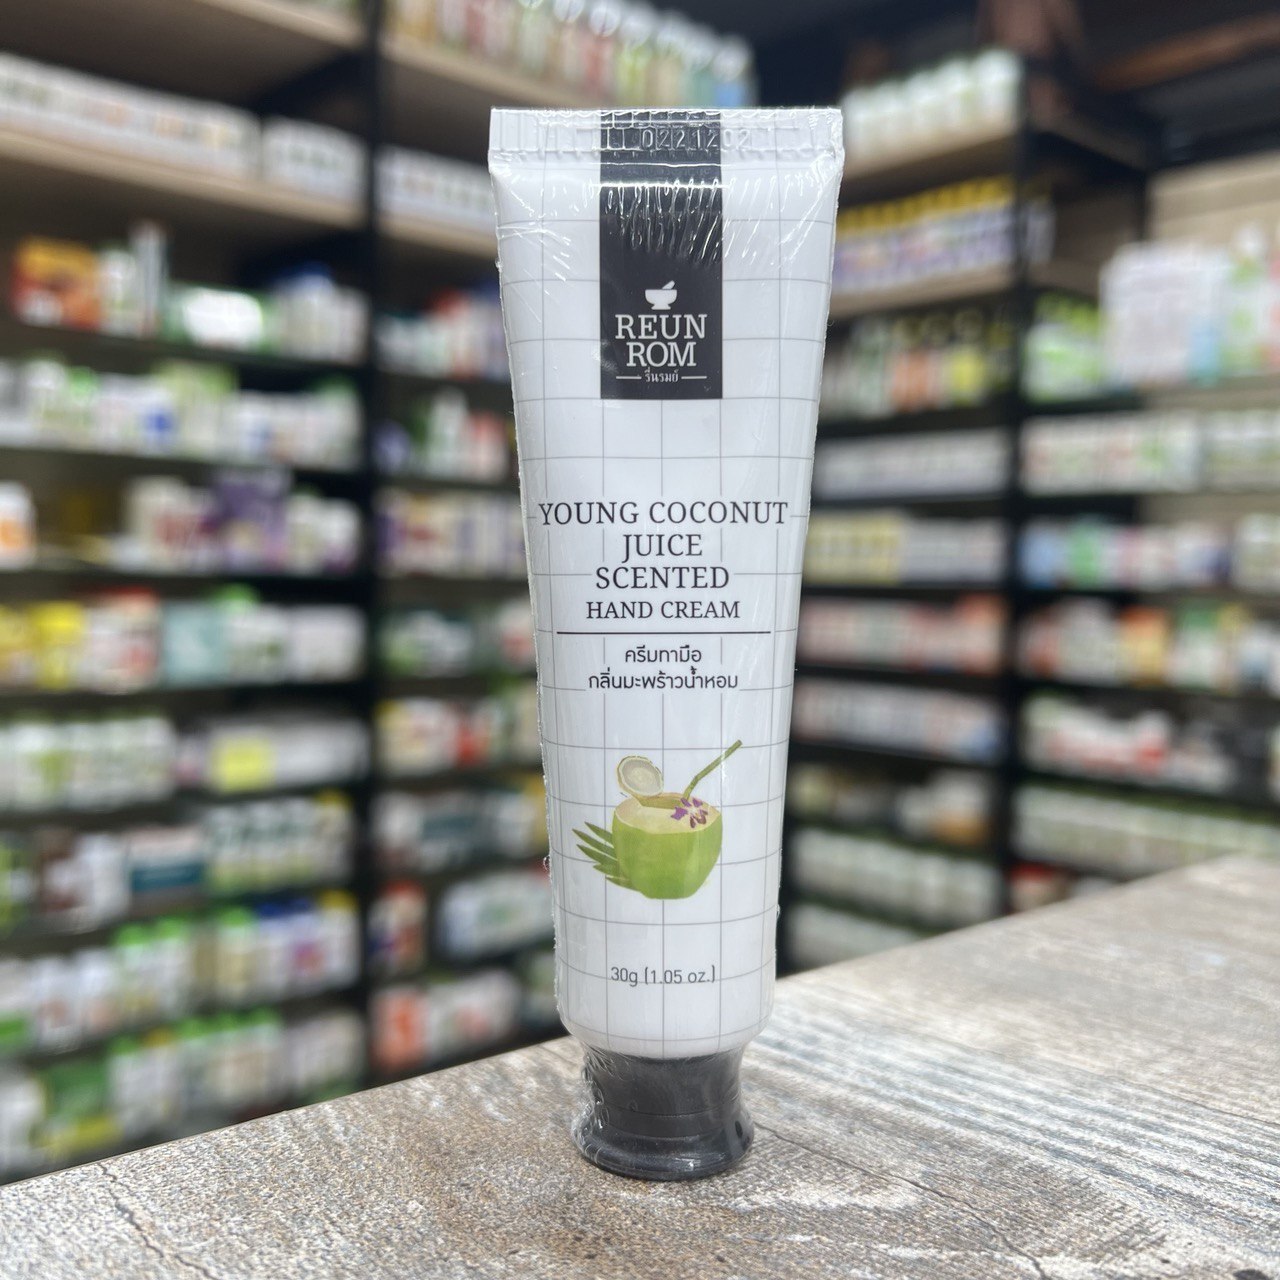 0221202
REUN
ROM
รื่นรมย์
YOUNG COCONUT
JUICE
SCENTED
HAND CREAM
ครีมทามือ
กลิ่นมะพร้าวน้ำหอม
30g (1.05 oz.)